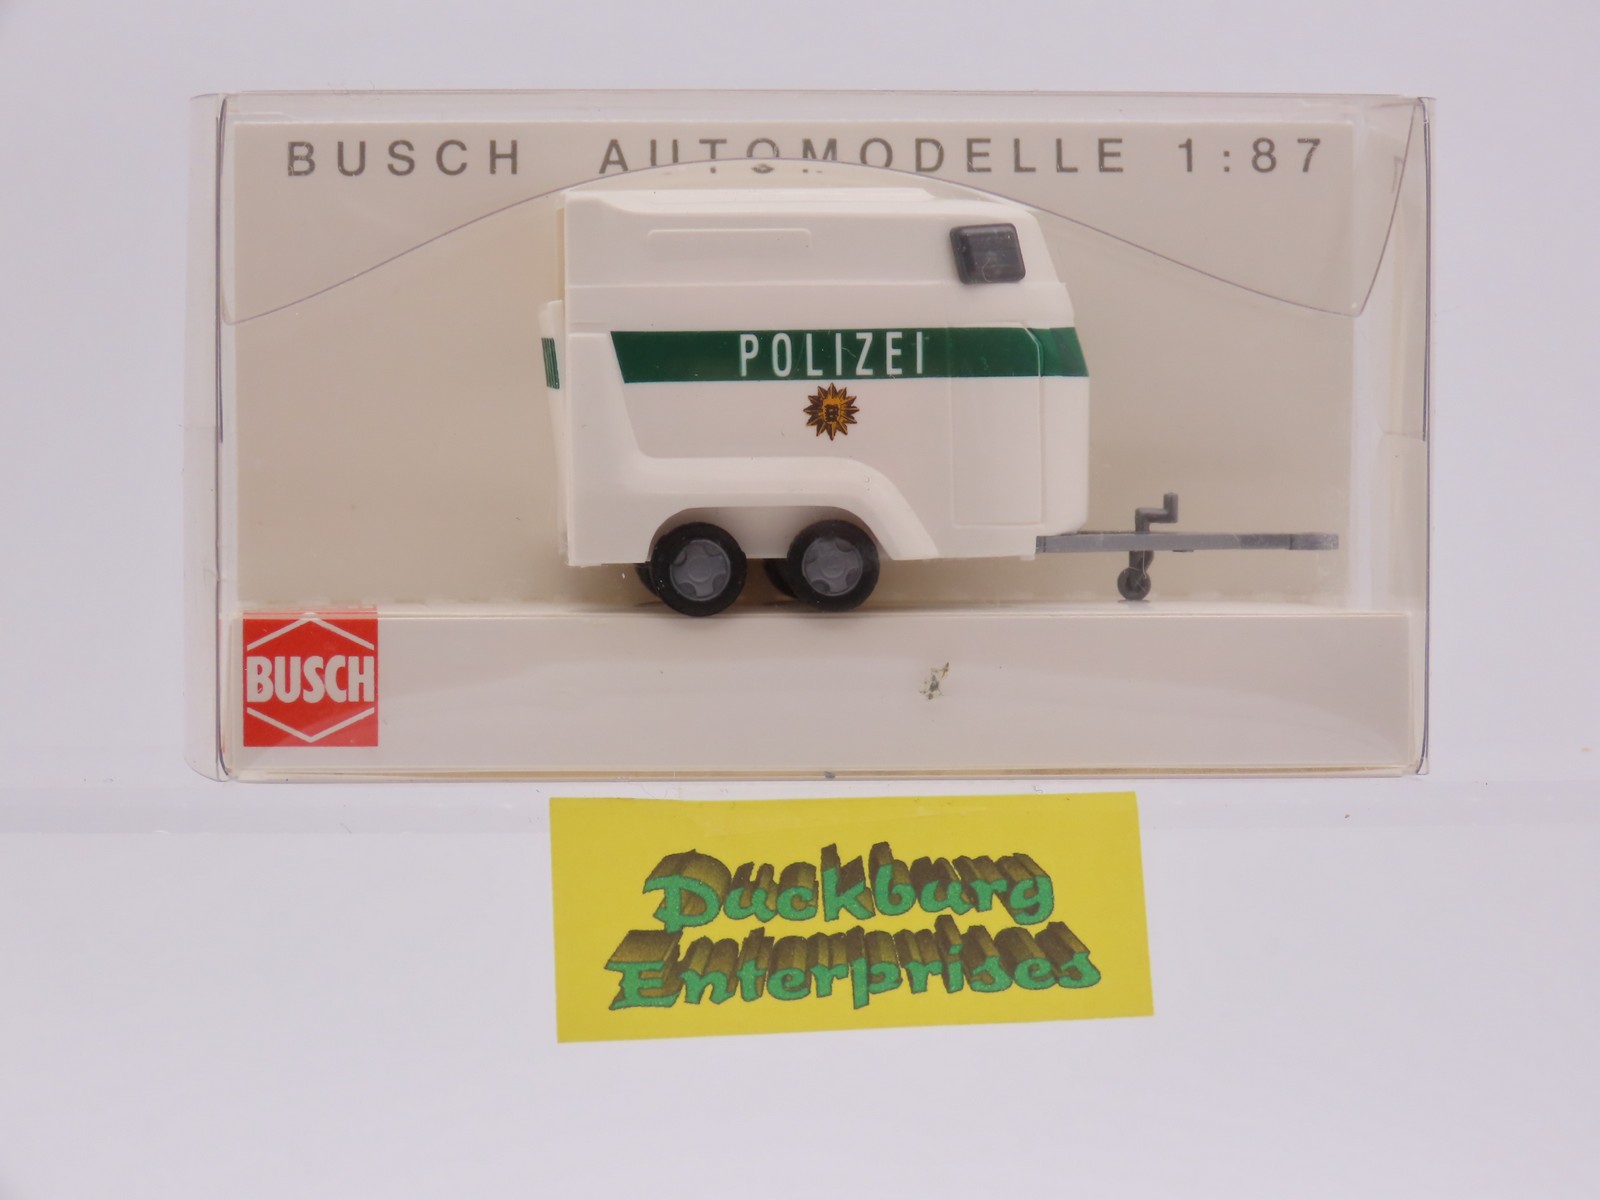 BUSCH AUTOMODELLE 1:87
POLIZEI
B
BUSCH
Duckburg
Enterprises